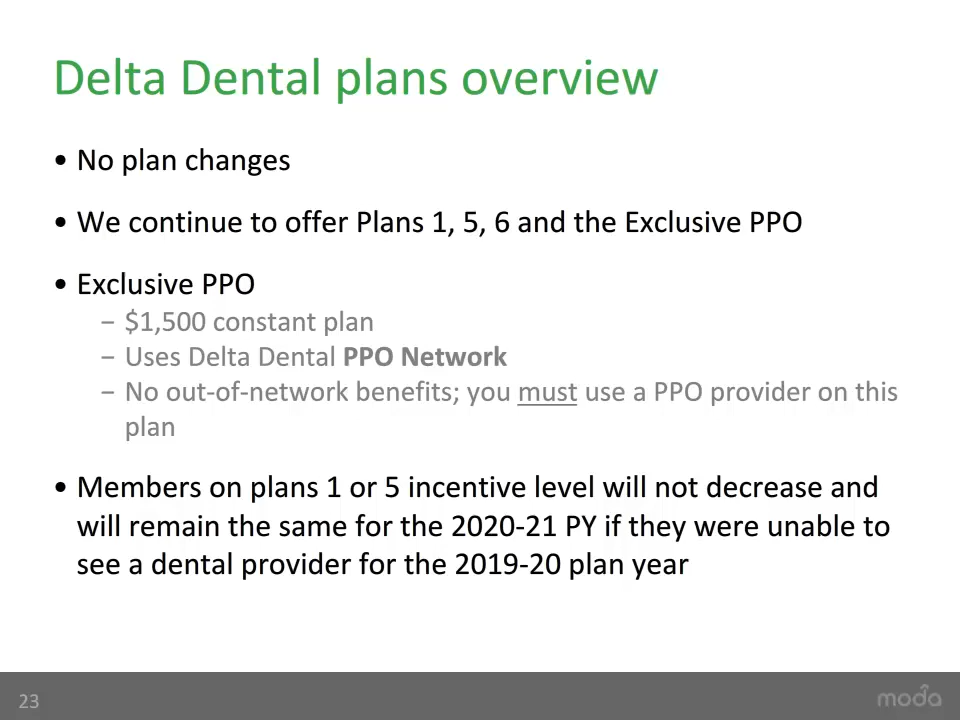 Delta Dental plans overview
• No plan changes
• We continue to offer Plans 1, 5, 6 and the Exclusive PPO
• Exclusive PPO
– $1,500 constant plan
– Uses Delta Dental PPO Network
– No out-of-network benefits; you must use a PPO provider on this
plan
• Members on plans 1 or 5 incentive level will not decrease and
will remain the same for the 2020-21 PY if they were unable to
see a dental provider for the 2019-20 plan year
23
moda